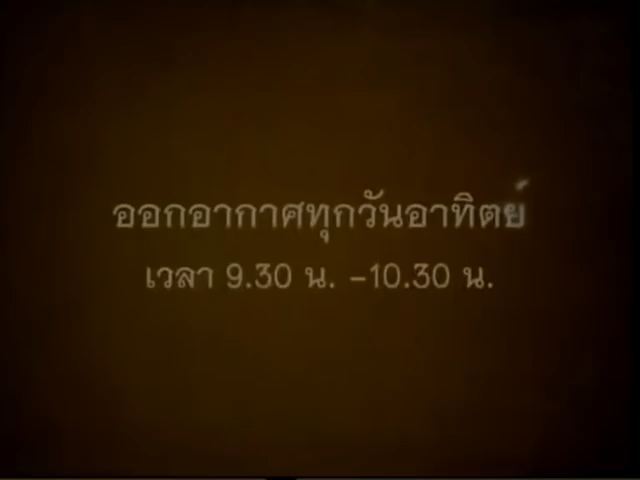 ออกอากาศทุกวันอาทิตย์
เวลา 9.30 น. -10.30 น.